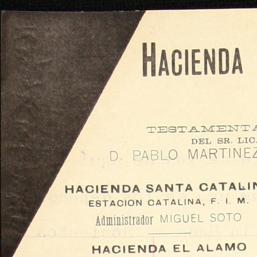 HACIENDA
TESTAMENTA
DEL SR. LIC.
D. PABLO MARTINEZ
HACIENDA SANTA CATALIN
ESTACION CATALINA, F. I. M.
Administrador MIGUEL SOTO
HACIENDA EL ALAMO